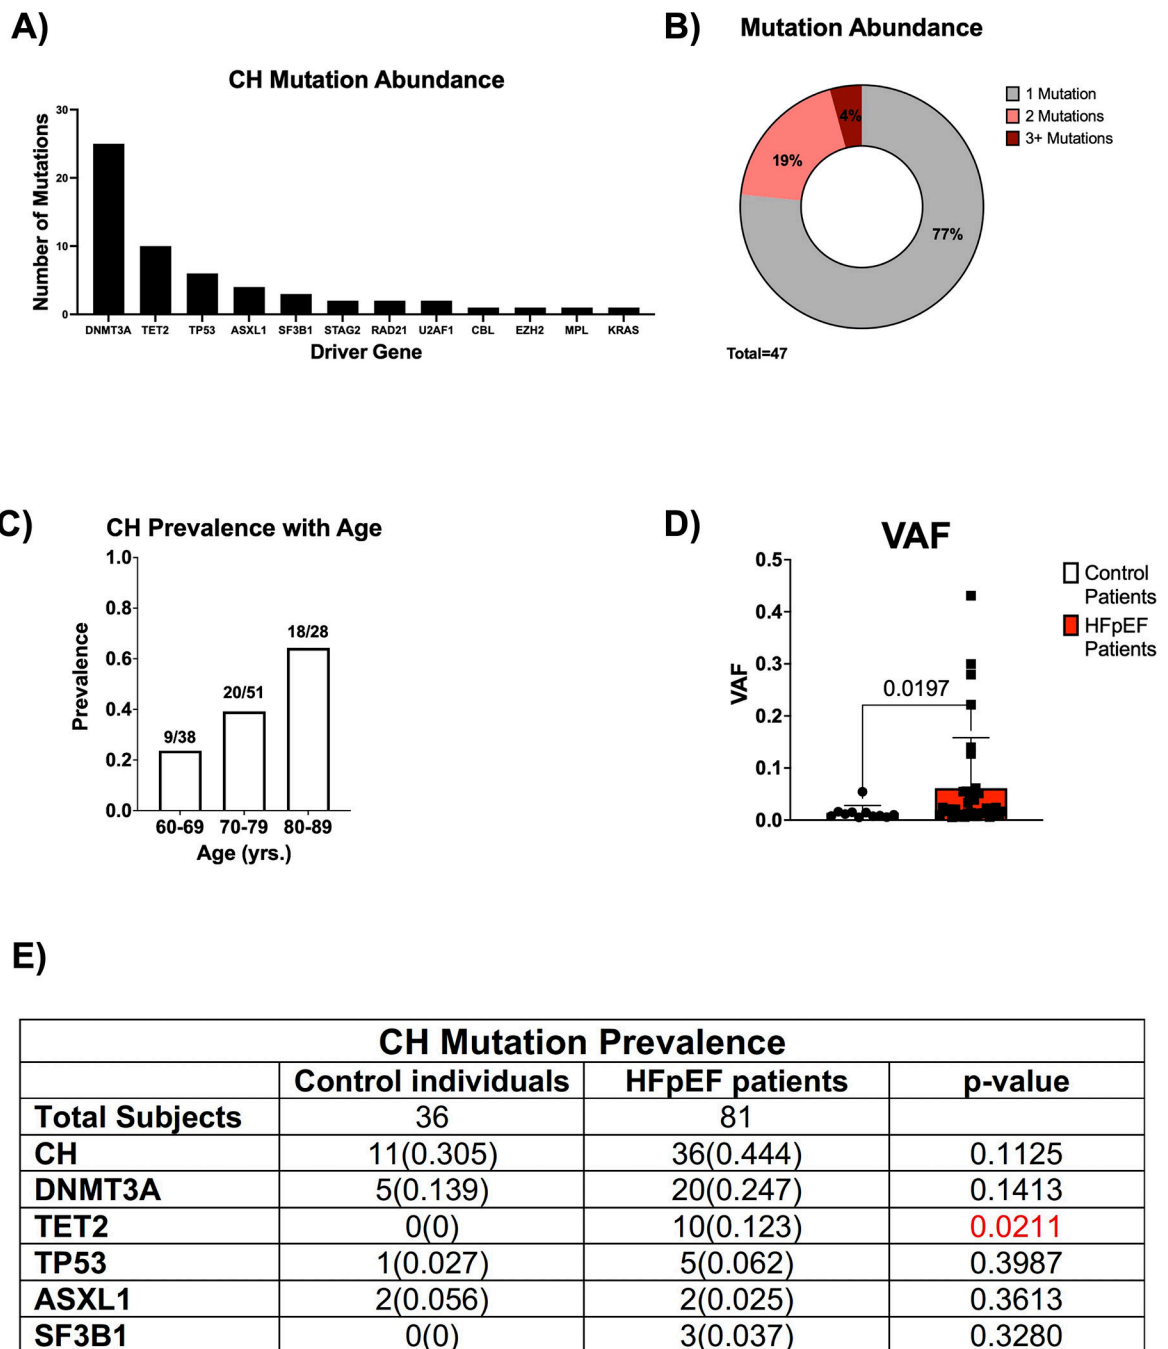 A)
CH Mutation Abundance
Number of Mutations
30
20
10
0
DNMT3A TET2 TP53 ASXL1 SF3B1 STAG2 RAD21 U2AF1 CBL EZH2 MPL KRAS
Driver Gene
B)
Mutation Abundance
4%
19%
77%
1 Mutation
2 Mutations
3+ Mutations
Total=47
C)
CH Prevalence with Age
Prevalence
1.0
0.8
0.6
0.4
0.2
0.0
9/38
20/51
18/28
60-69 70-79 80-89
Age (yrs.)
D)
VAF
VAF
0.5
0.4
0.3
0.2
0.1
0.0
0.0197
Control
Patients
HFpEF
Patients
E)
CH Mutation Prevalence
Control individuals HFpEF patients p-value
Total Subjects 36 81
CH 11(0.305) 36(0.444) 0.1125
DNMT3A 5(0.139) 20(0.247) 0.1413
TET2 0(0) 10(0.123) 0.0211
TP53 1(0.027) 5(0.062) 0.3987
ASXL1 2(0.056) 2(0.025) 0.3613
SF3B1 0(0) 3(0.037) 0.3280